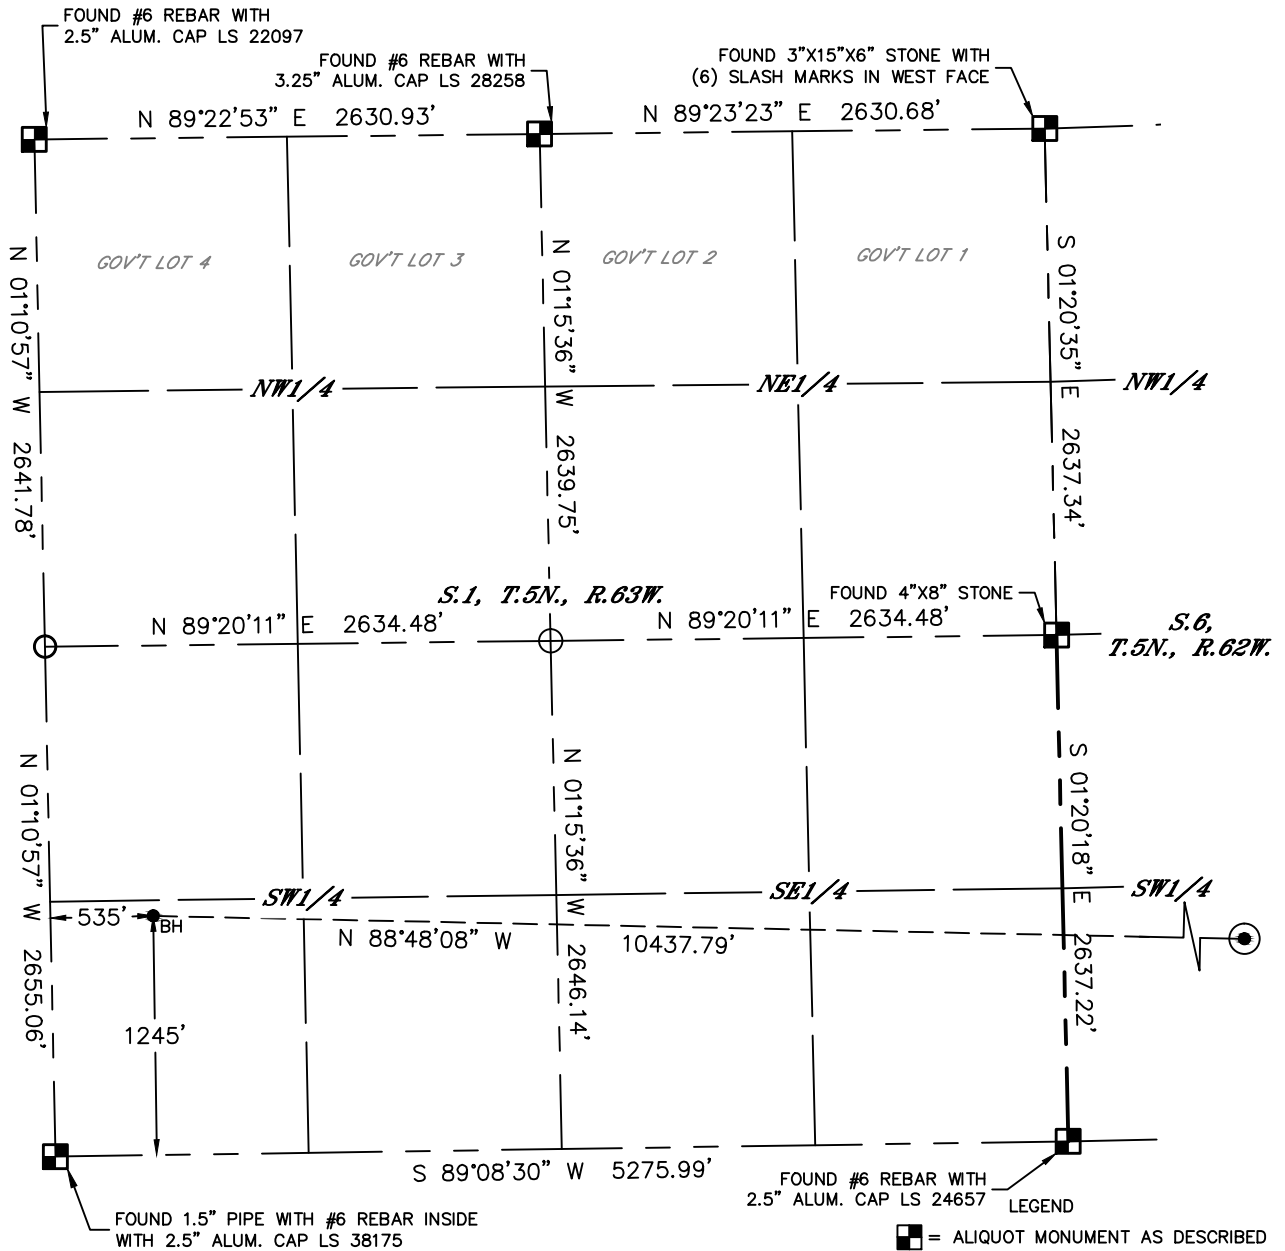 FOUND #6 REBAR WITH
2.5” ALUM. CAP LS 22097
FOUND #6 REBAR WITH
3.25” ALUM. CAP LS 28258
FOUND 3”X15”X6” STONE WITH
(6) SLASH MARKS IN WEST FACE
N 89°22’53” E 2630.93’
N 89°23’23” E 2630.68’
GOV’T LOT 4
GOV’T LOT 3
GOV’T LOT 2
GOV’T LOT 1
N 01°10’57” W 2641.78’
N 01°15’36” W 2639.75’
S 01°20’35” E 2637.34’
NW1/4
NE1/4
NW1/4
S.1, T.5N., R.63W.
FOUND 4”X8” STONE
S.6,
T.5N., R.62W.
N 89°20’11” E 2634.48’
N 89°20’11” E 2634.48’
N 01°10’57” W 2655.06’
N 01°15’36” W 2646.14’
S 01°20’18” E 2637.22’
SW1/4
SE1/4
SW1/4
535’
BH
N 88°48’08” W 10437.79’
1245’
S 89°08’30” W 5275.99’
FOUND #6 REBAR WITH
2.5” ALUM. CAP LS 24657
FOUND 1.5” PIPE WITH #6 REBAR INSIDE
WITH 2.5” ALUM. CAP LS 38175
LEGEND
= ALIQUOT MONUMENT AS DESCRIBED